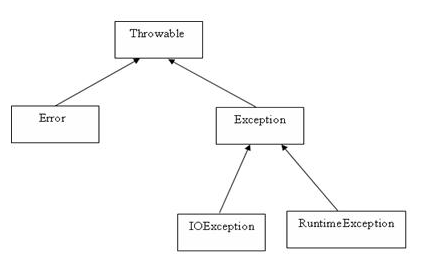 Throwable
Error
Exception
IOException
RuntimeException